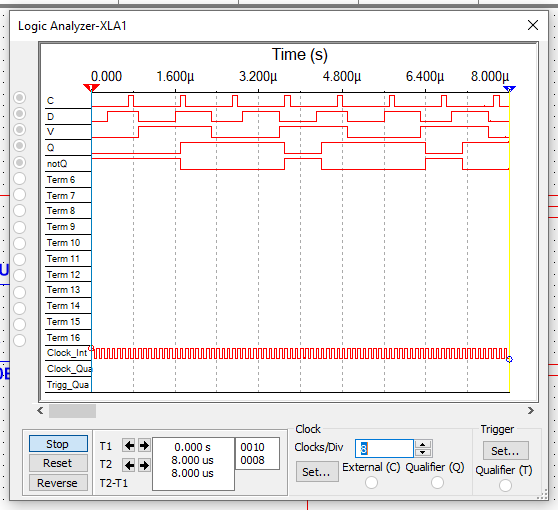 Logic Analyzer-XLA1
Time (s)
0.000 1.600µ 3.200µ 4.800µ 6.400µ 8.000µ
1 2
C
D
V
Q
notQ
Term 6
Term 7
Term 8
Term 9
Term 10
Term 11
Term 12
Term 13
Term 14
Term 15
Term 16
Clock_Int
Clock_Qua
Trigg_Qua
Stop
Reset
Reverse
T1
T2
T2-T1
0.000 s
8.000 us
8.000 us
0010
0008
Clock
Clocks/Div 8
Set...
External (C)
Qualifier (Q)
Trigger
Set...
Qualifier (T)